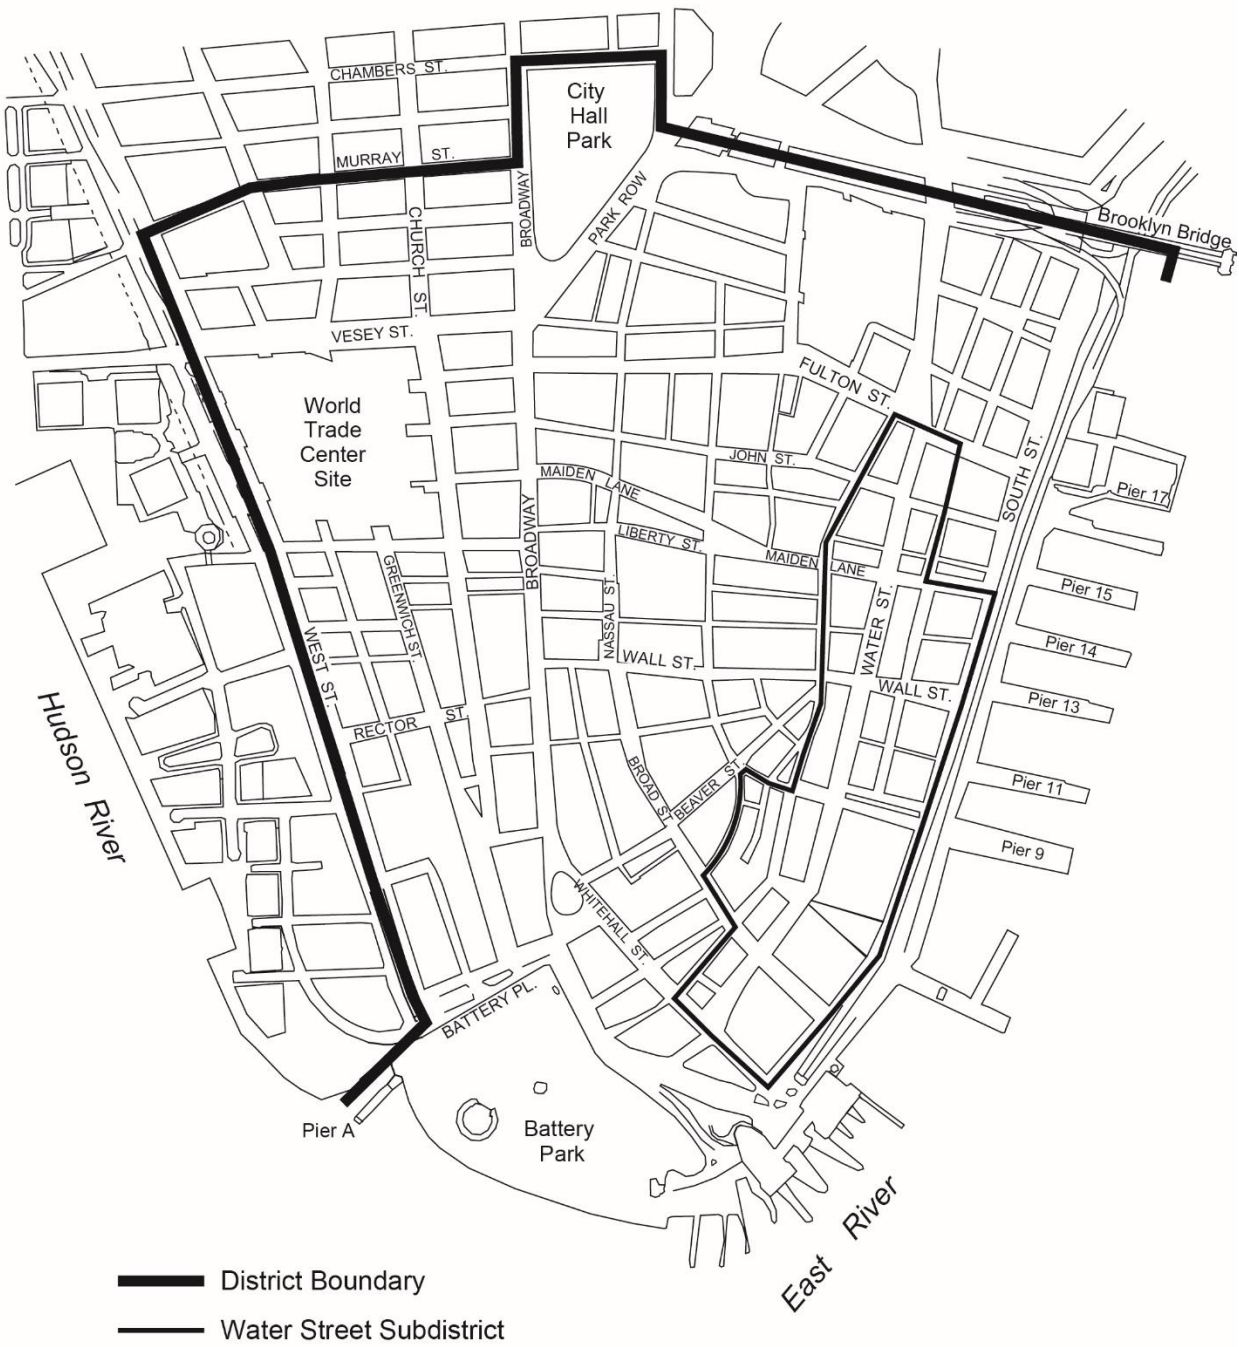 CHAMBERS ST.
City
Hall
Park
MURRAY ST.
BROADWAY
PARK ROW
CHURCH ST.
Brooklyn Bridge
VESEY ST.
FULTON ST.
World
Trade
Center
Site
JOHN ST.
MAIDEN LANE
SOUTH ST.
Pier 17
BROADWAY
LIBERTY ST.
MAIDEN LANE
GREENWICH ST.
NASSAU ST.
WATER ST.
Pier 15
WEST ST.
WALL ST.
Pier 14
WALL ST.
Pier 13
RECTOR ST.
Hudson River
BROAD ST.
BEAVER ST.
Pier 11
Pier 9
WHITEHALL ST.
BATTERY PL.
Pier A
Battery
Park
East River
District Boundary
Water Street Subdistrict